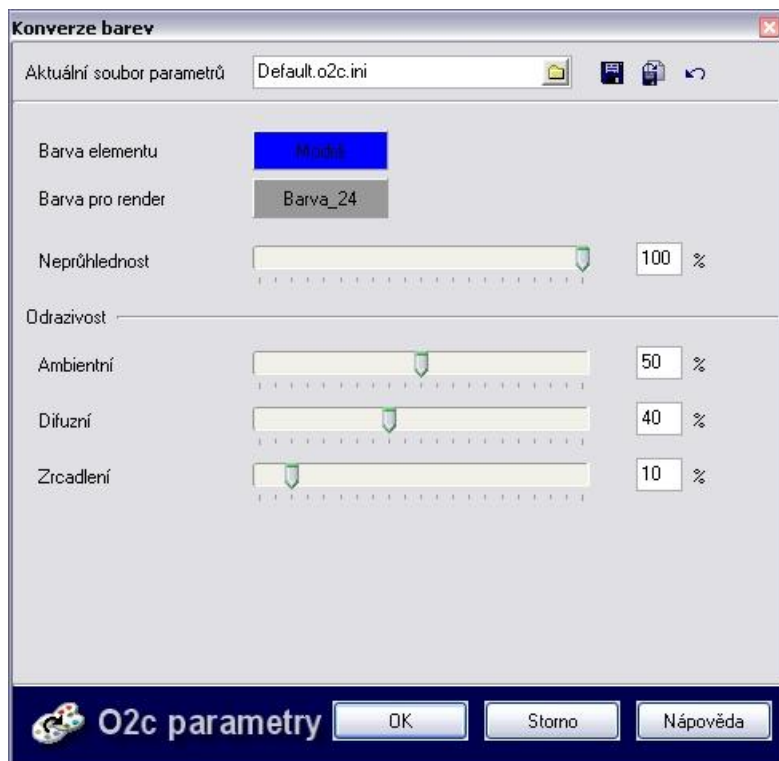 Konverze barev
Aktuální soubor parametrů
Default.o2c.ini
Barva elementu
Modrá
Barva pro render
Barva_24
Neprůhlednost
100 %
Odrazivost
Ambientní
50 %
Difuzní
40 %
Zrcadlení
10 %
O2c parametry
OK
Storno
Nápověda